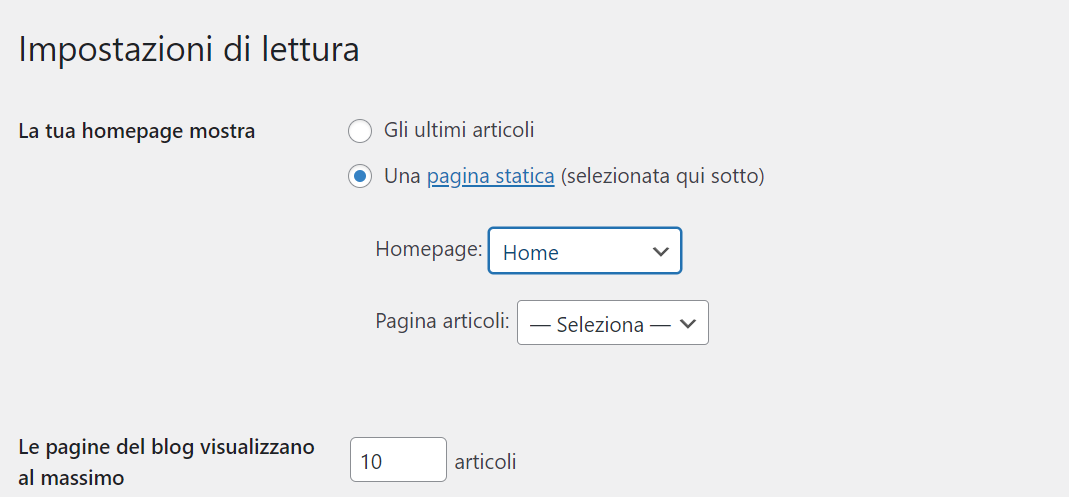 Impostazioni di lettura
La tua homepage mostra
Gli ultimi articoli
Una pagina statica (selezionata qui sotto)
Homepage: Home
Pagina articoli: — Seleziona —
Le pagine del blog visualizzano
al massimo
10 articoli